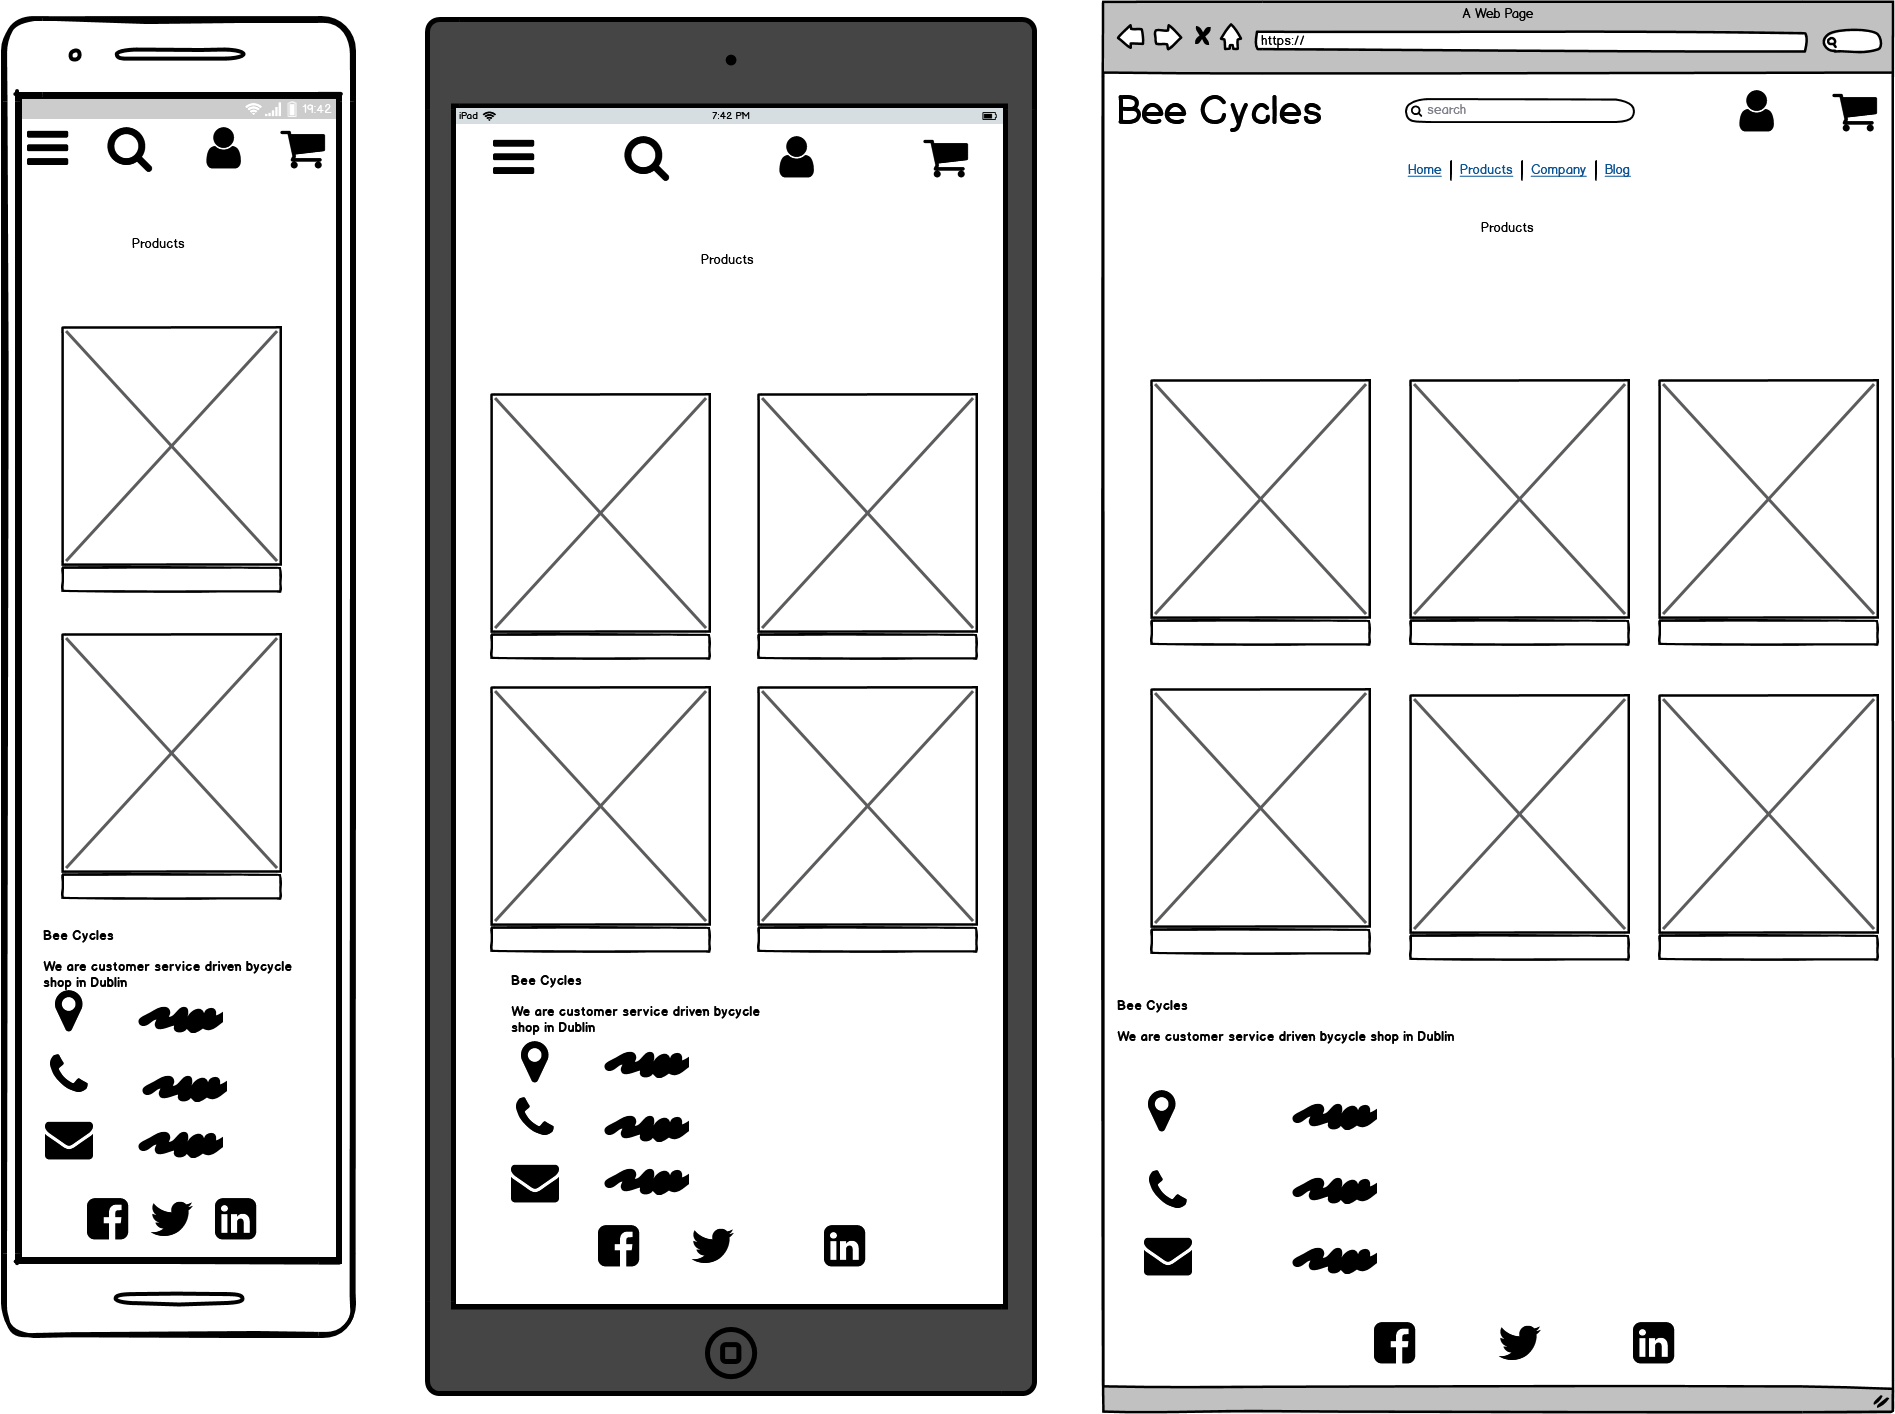 19:42
Products
Bee Cycles
We are customer service driven bycycle
shop in Dublin
iPad
7:42 PM
Products
Bee Cycles
We are customer service driven bycycle
shop in Dublin
A Web Page
https://
Bee Cycles
search
Home | Products | Company | Blog
Products
Bee Cycles
We are customer service driven bycycle shop in Dublin